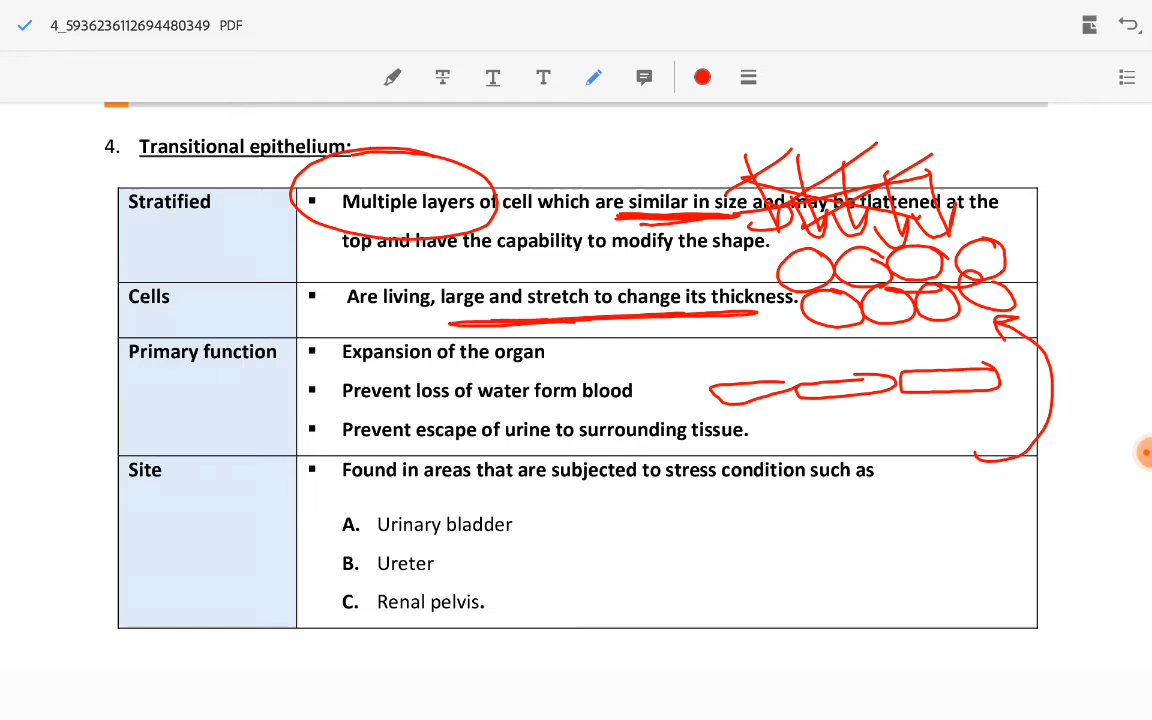 4_5936236112694480349 PDF
4. Transitional epithelium:
Stratified
▪ Multiple layers of cell which are similar in size and may be flattened at the
top and have the capability to modify the shape.
Cells
▪ Are living, large and stretch to change its thickness.
Primary function
▪ Expansion of the organ
▪ Prevent loss of water form blood
▪ Prevent escape of urine to surrounding tissue.
Site
▪ Found in areas that are subjected to stress condition such as
A. Urinary bladder
B. Ureter
C. Renal pelvis.